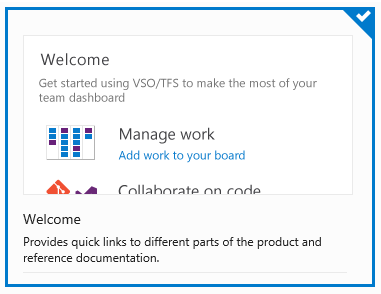 Welcome
Get started using VSO/TFS to make the most of your
team dashboard
Manage work
Add work to your board
Collaborate on code
Welcome
Provides quick links to different parts of the product and
reference documentation.